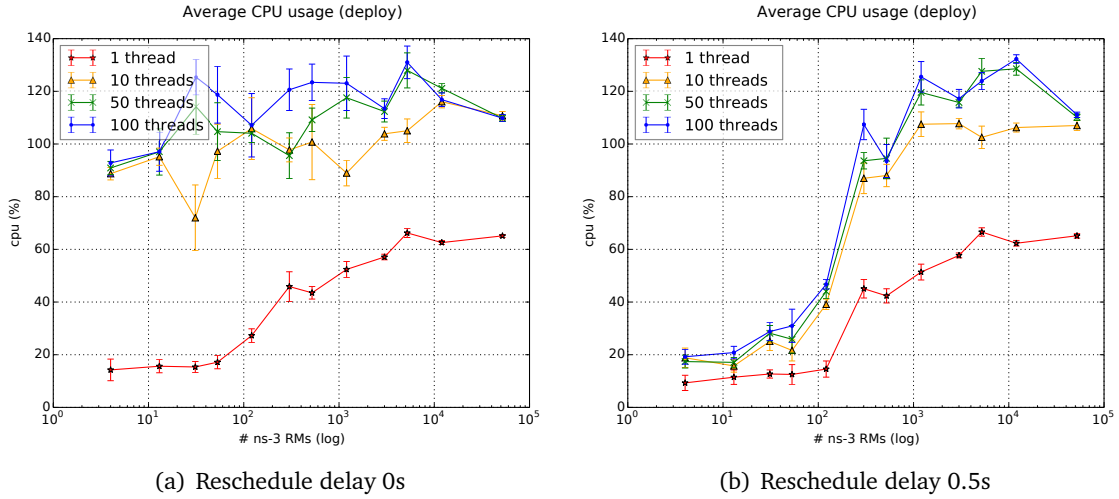 Average CPU usage (deploy)
140
120
100
80
60
40
20
0
cpu (%)
1 thread
10 threads
50 threads
100 threads
10^0 10^1 10^2 10^3 10^4 10^5
# ns-3 RMs (log)
(a) Reschedule delay 0s
Average CPU usage (deploy)
140
120
100
80
60
40
20
0
cpu (%)
1 thread
10 threads
50 threads
100 threads
10^0 10^1 10^2 10^3 10^4 10^5
# ns-3 RMs (log)
(b) Reschedule delay 0.5s